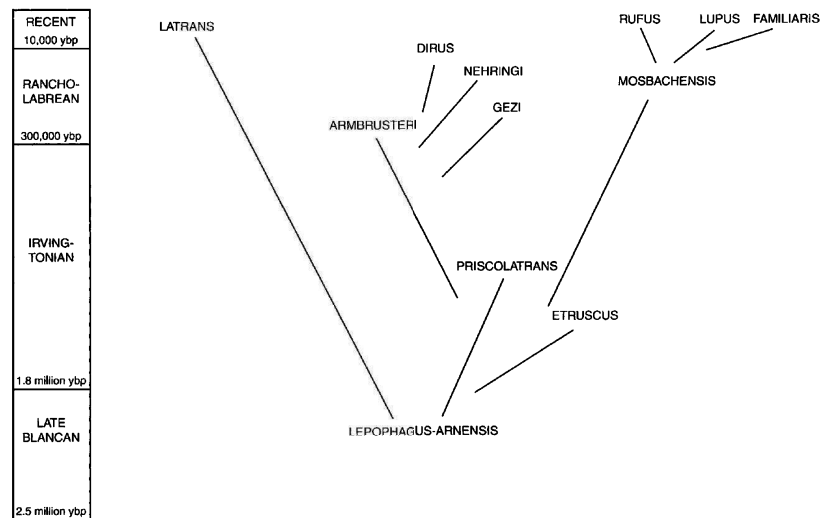 RECENT
10,000 ybp
RANCHO-
LABREAN
300,000 ybp
IRVING-
TONIAN
1.8 million ybp
LATE
BLANCAN
2.5 million ybp
LATRANS
DIRUS
NEHRINGI
GEZI
ARMBRUSTERI
RUFUS
LUPUS
FAMILIARIS
MOSBACHENSIS
PRISCOLATRANS
ETRUSCUS
LEPOPHAGUS-ARNENSIS